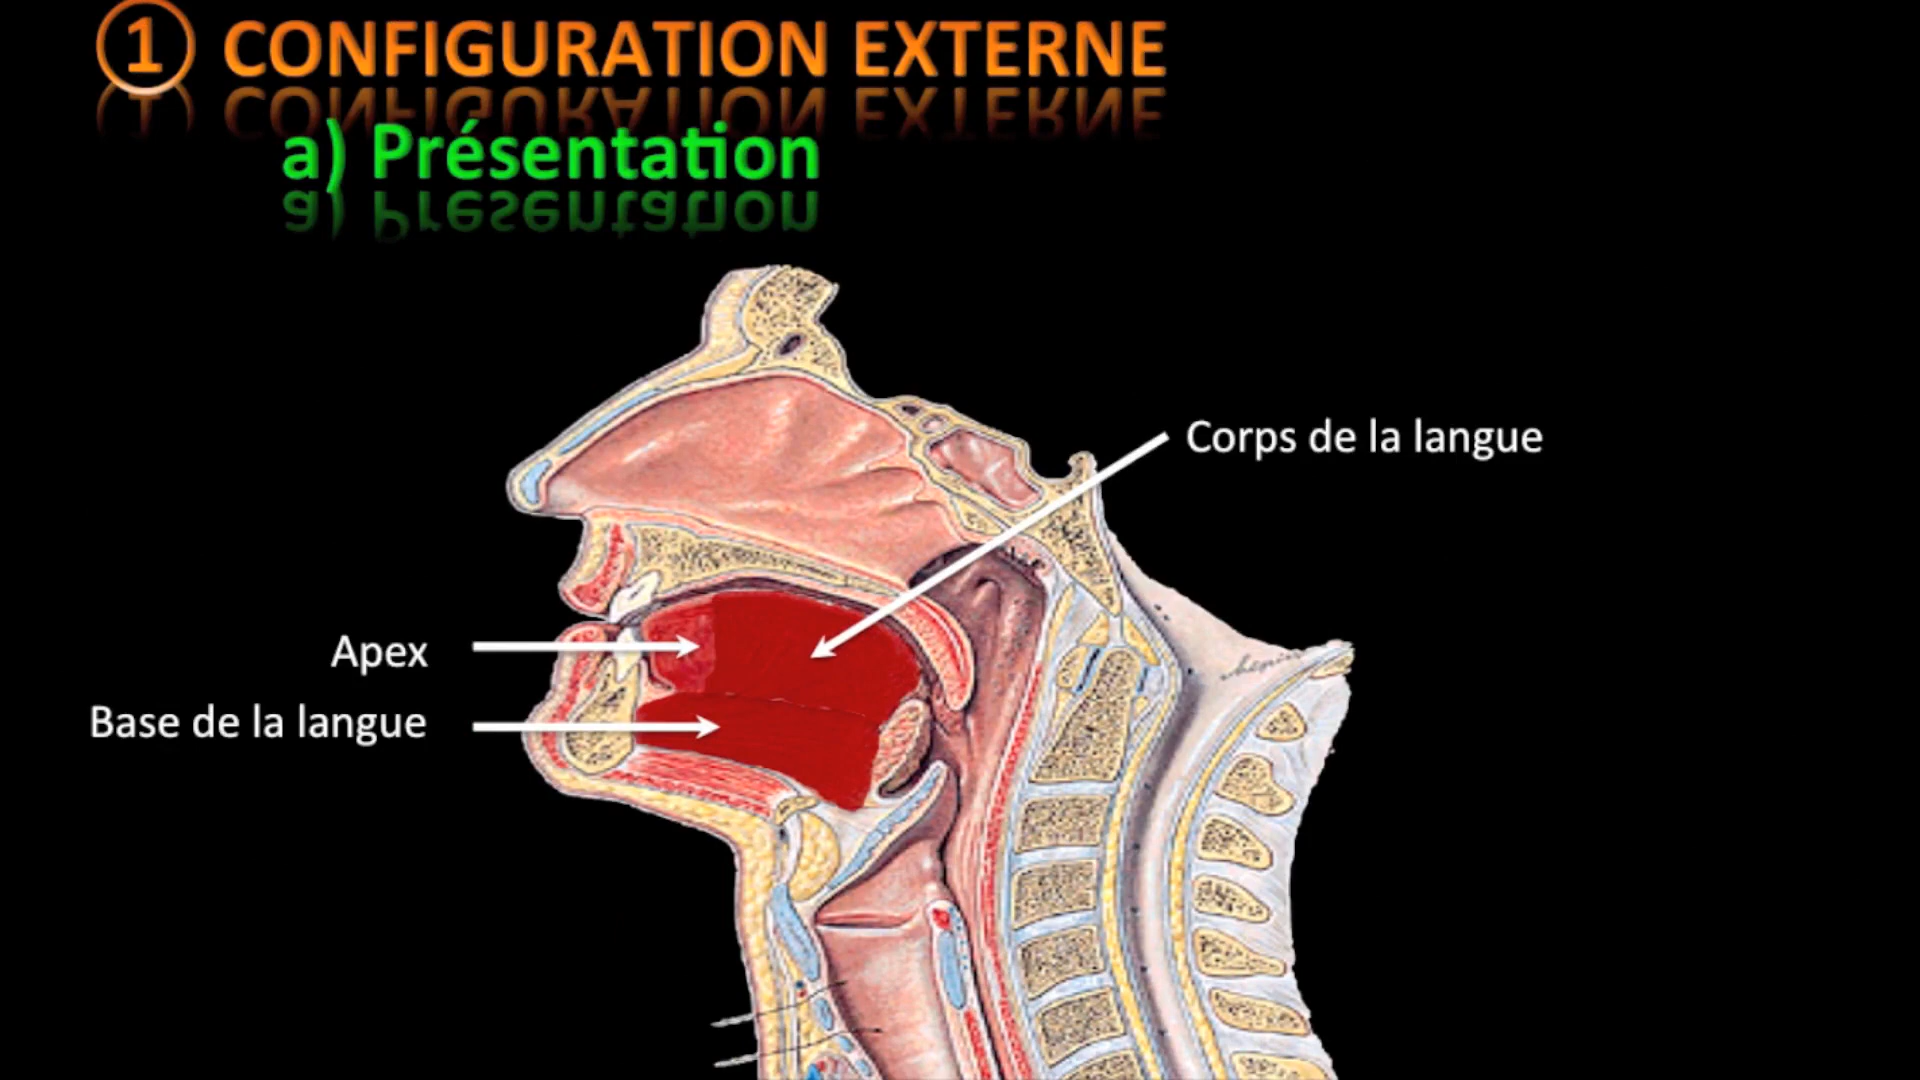 1 CONFIGURATION EXTERNE
a) Présentation
Corps de la langue
Apex
Base de la langue